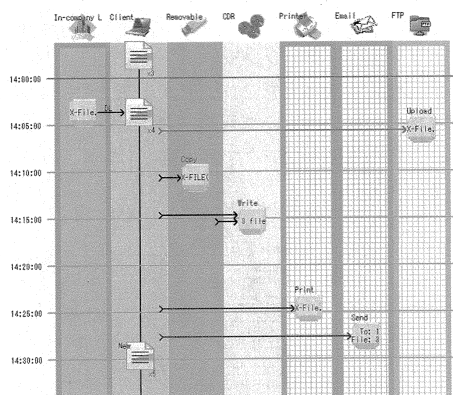 In-company L Client Removable CDR Printer Email FTP
x3
14:00:00
X-File. DL
Upload
14:05:00
x4
X-File.
Copy
14:10:00
X-FILE(
Write
14:15:00
3 file
14:20:00
Print
X-File.
14:25:00
Send
To: 1
File: 3
New
14:30:00